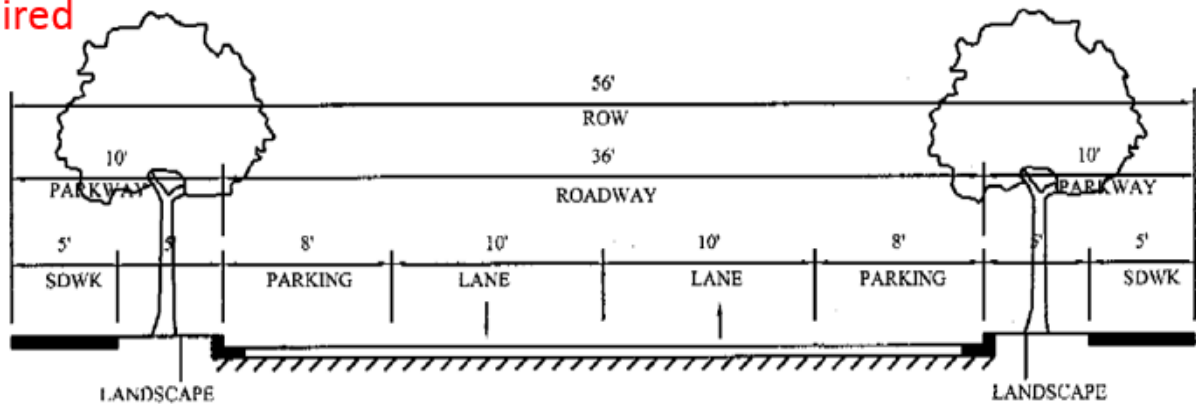 ired
56'
ROW
10' 36' 10'
PARKWAY ROADWAY PARKWAY
5' 5' 8' 10' 10' 8' 5' 5'
SDWK PARKING LANE LANE PARKING SDWK
LANDSCAPE LANDSCAPE